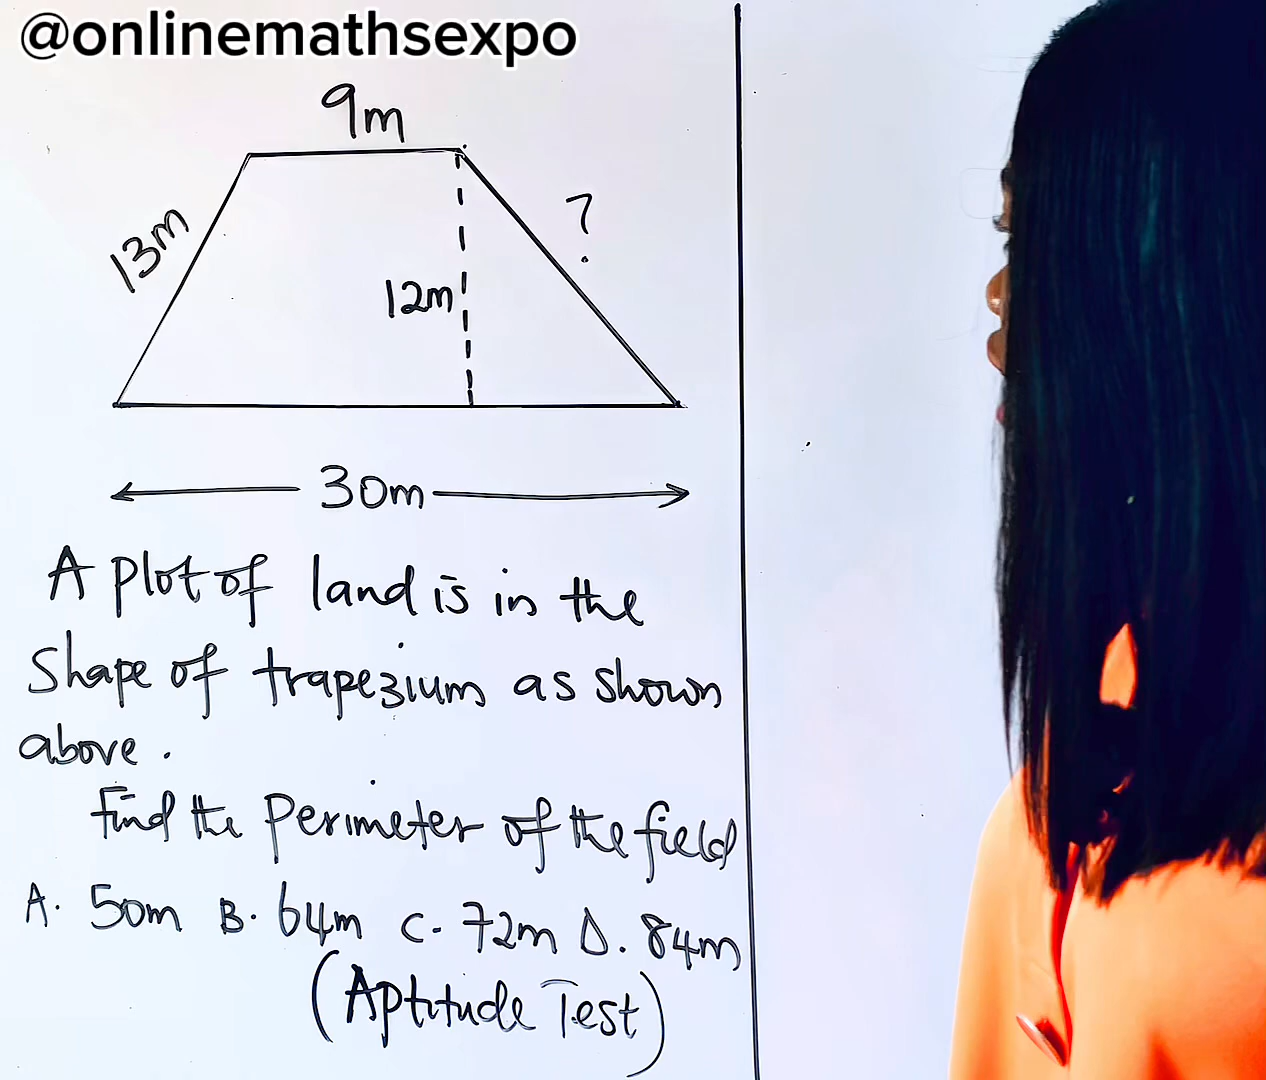 @onlinemathsexpo
9m
13m
?
12m
30m
A plot of land is in the
shape of trapezium as shown
above.
Find the perimeter of the field
A. 50m B. 64m C. 72m D. 84m
(Aptitude Test)